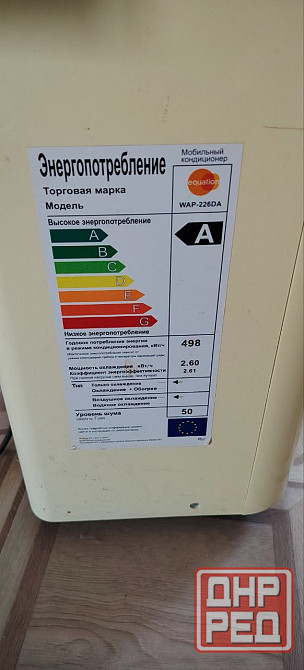 Энергопотребление
Мобильный
кондиционер
Торговая марка
equation
Модель
WAP-226DA
Высокое энергопотребление
A
B
C
D
E
F
G
A
Низкое энергопотребление
Годовое потребление энергии
в режиме кондиционирования, кВт/ч
498
Мощность охлаждения кВт/ч
2.60
Коэффициент энергоэффективности
2.61
Тип
Только охлаждение
Охлаждение + Обогрев
Воздушное охлаждение
Водяное охлаждение
Уровень шума
50
ДНР
РЕД